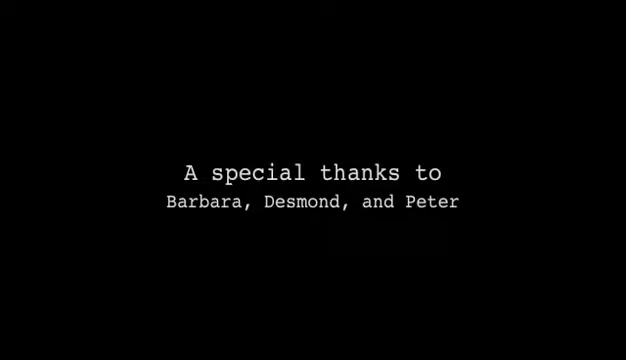 A special thanks to
Barbara, Desmond, and Peter